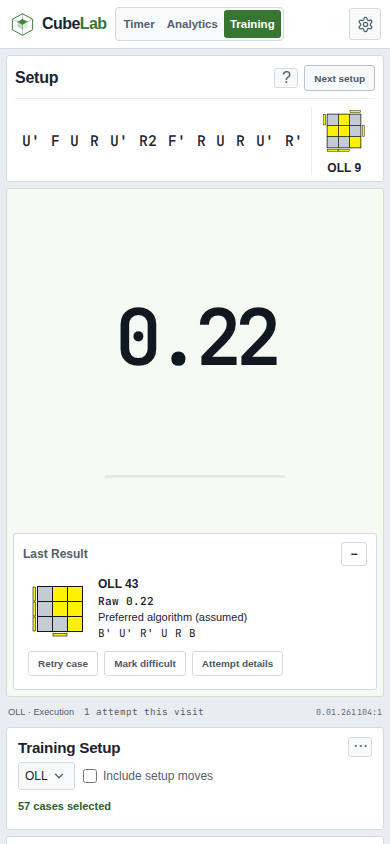 CubeLab Timer Analytics Training
Setup ? Next setup
U' F U R U' R2 F' R U R U' R'
OLL 9
0.22
Last Result −
OLL 43
Raw 0.22
Preferred algorithm (assumed)
B' U' R' U R B
Retry case Mark difficult Attempt details
OLL · Execution 1 attempt this visit 0.01.261104:1
Training Setup ...
OLL Include setup moves
57 cases selected